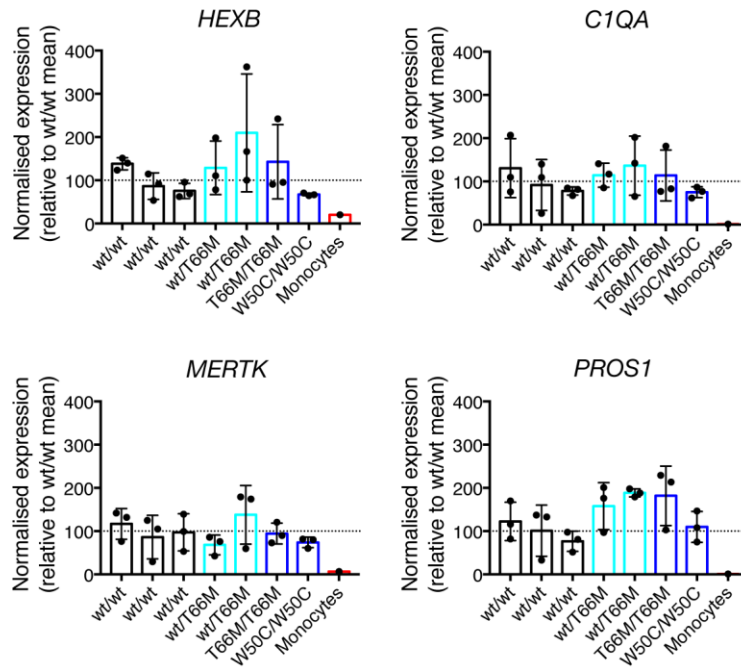 HEXB
Normalised expression
(relative to wt/wt mean)
400
300
200
100
0
wt/wt
wt/wt
wt/wt
wt/T66M
wt/T66M
T66M/T66M
W50C/W50C
Monocytes
C1QA
Normalised expression
(relative to wt/wt mean)
400
300
200
100
0
wt/wt
wt/wt
wt/wt
wt/T66M
wt/T66M
T66M/T66M
W50C/W50C
Monocytes
MERTK
Normalised expression
(relative to wt/wt mean)
400
300
200
100
0
wt/wt
wt/wt
wt/wt
wt/T66M
wt/T66M
T66M/T66M
W50C/W50C
Monocytes
PROS1
Normalised expression
(relative to wt/wt mean)
400
300
200
100
0
wt/wt
wt/wt
wt/wt
wt/T66M
wt/T66M
T66M/T66M
W50C/W50C
Monocytes